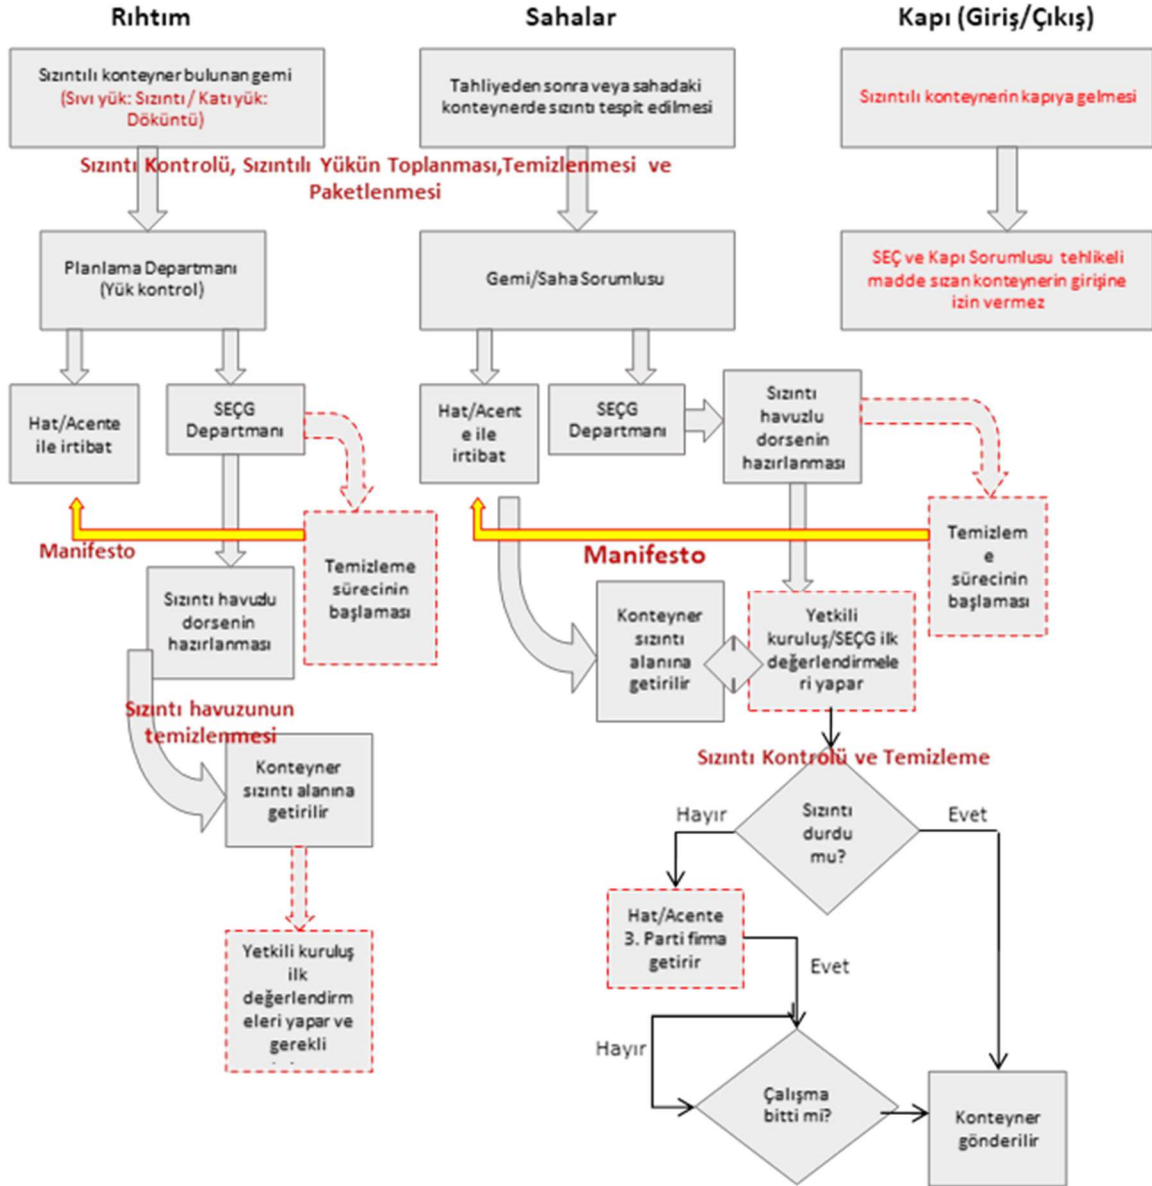 Rıhtım
Sızıntılı konteyner bulunan gemi
(Sıvı yük: Sızıntı / Katı yük:
Döküntü)
Sahalar
Tahliyeden sonra veya sahadaki
konteynerde sızıntı tespit edilmesi
Kapı (Giriş/Çıkış)
Sızıntılı konteynerin kapıya gelmesi
Sızıntı Kontrolü, Sızıntılı Yükün Toplanması,Temizlenmesi ve
Paketlenmesi
Planlama Departmanı
(Yük kontrol)
Gemi/Saha Sorumlusu
SEÇ ve Kapı Sorumlusu tehlikeli
madde sızan konteynerin girişine
izin vermez
Hat/Acente
ile irtibat
SEÇG
Departmanı
Hat/Acent
e ile
irtibat
SEÇG
Departmanı
Sızıntı
havuzlu
dorsenin
hazırlanması
Manifesto
Temizleme
sürecinin
başlaması
Manifesto
Temizlem
e
sürecinin
başlaması
Sızıntı havuzlu
dorsenin
hazırlanması
Konteyner
sızıntı
alanına
getirilir
Yetkili
kuruluş/SEÇG ilk
değerlendirmele
ri yapar
Sızıntı havuzunun
temizlenmesi
Konteyner
sızıntı alanına
getirilir
Sızıntı Kontrolü ve Temizleme
Sızıntı
durdu
mu?
Hayır
Evet
Hat/Acente
3. Parti firma
getirir
Evet
Yetkili kuruluş
ilk
değerlendirm
eleri yapar ve
gerekli
Hayır
Çalışma
bitti mi?
Konteyner
gönderilir